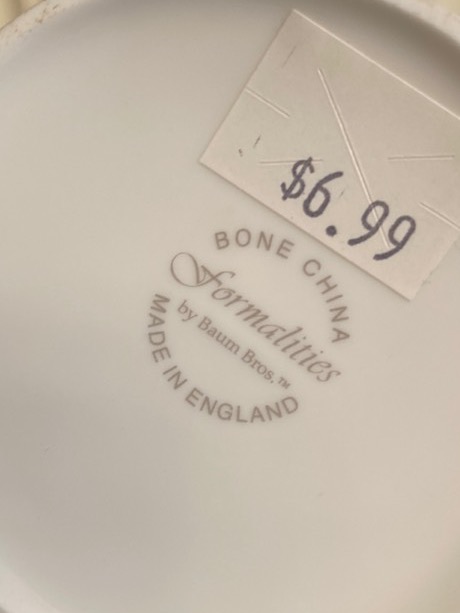 $6.99
BONE CHINA
Formalities
by Baum Bros.™
MADE IN ENGLAND